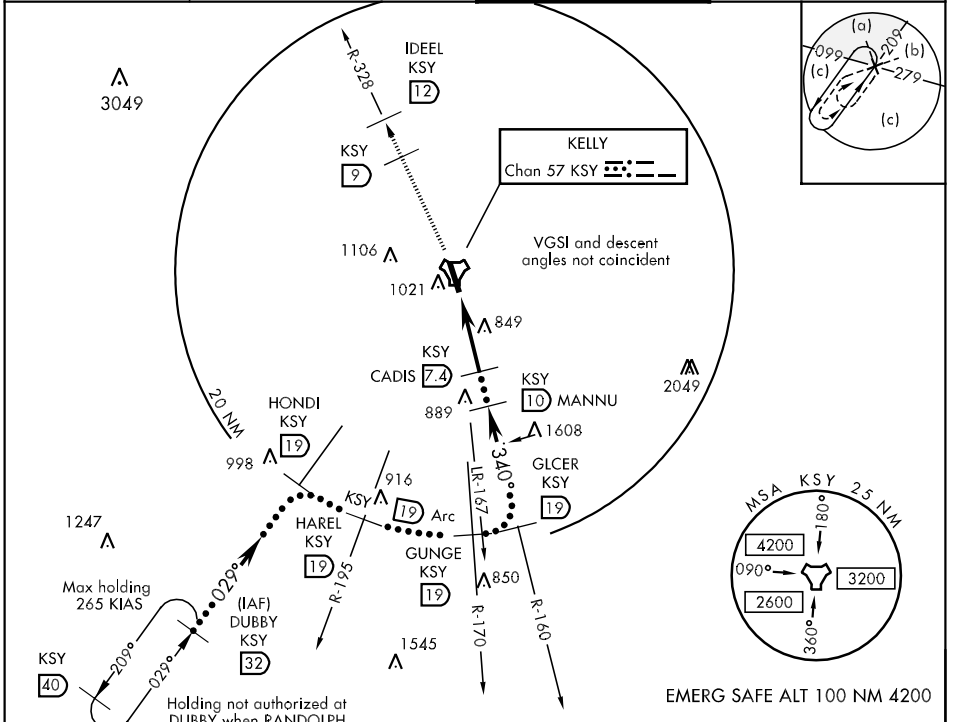 3049
R-328
IDEEL
KSY
12
KSY
9
KELLY
Chan 57 KSY
VGSI and descent
angles not coincident
1106
1021
849
KSY
CADIS 7.4
889
KSY
10 MANNU
2049
20 NM
HONDI
KSY
19
998
1608
340°
LR-167
GLCER
KSY
19
916
KSY 19 Arc
HAREL
KSY
19
R-195
GUNGE
KSY
19
850
R-170
R-160
1247
029°
Max holding
265 KIAS
(IAF)
DUBBY
KSY
32
209°
029°
KSY
40
1545
Holding not authorized at
DUBBY when RANDOLPH
(a)
209
099
(b)
(c)
279
(c)
MSA KSY 25 NM
180°
4200
090°
3200
2600
360°
EMERG SAFE ALT 100 NM 4200